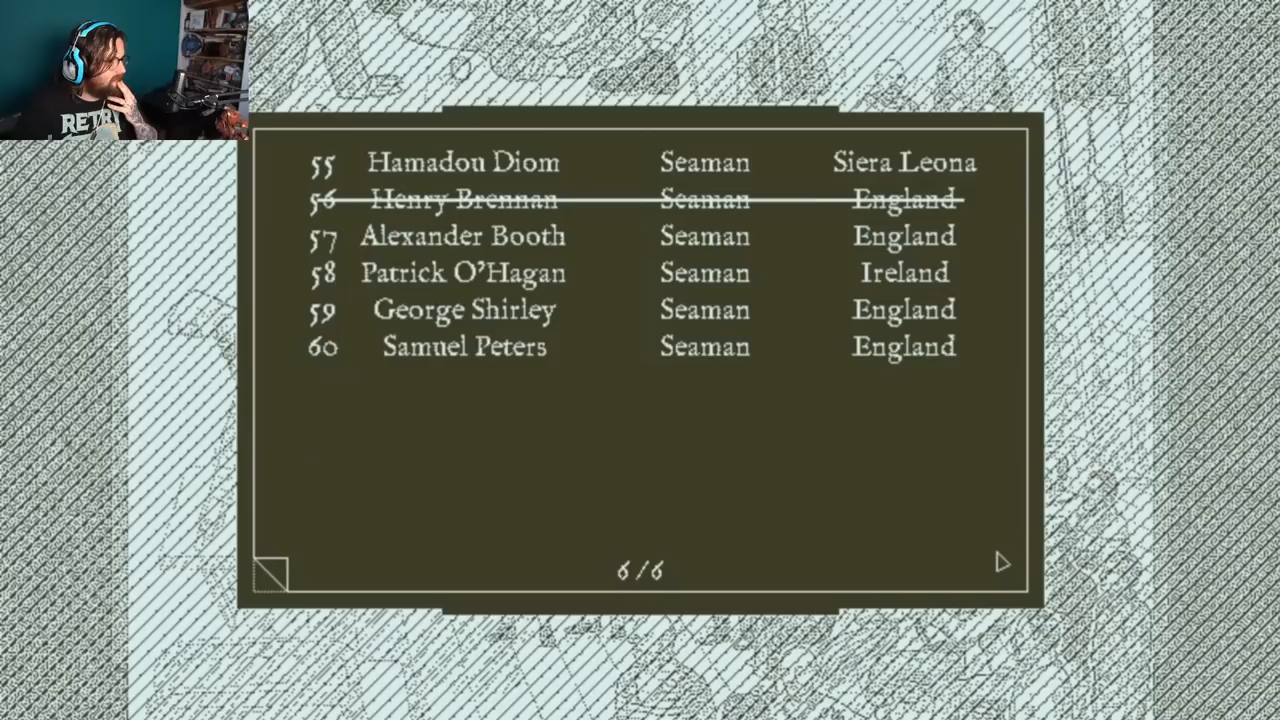 RETR
55 Hamadou Diom Seaman Siera Leona
56 Henry Brennan Seaman England
57 Alexander Booth Seaman England
58 Patrick O'Hagan Seaman Ireland
59 George Shirley Seaman England
60 Samuel Peters Seaman England
6/6